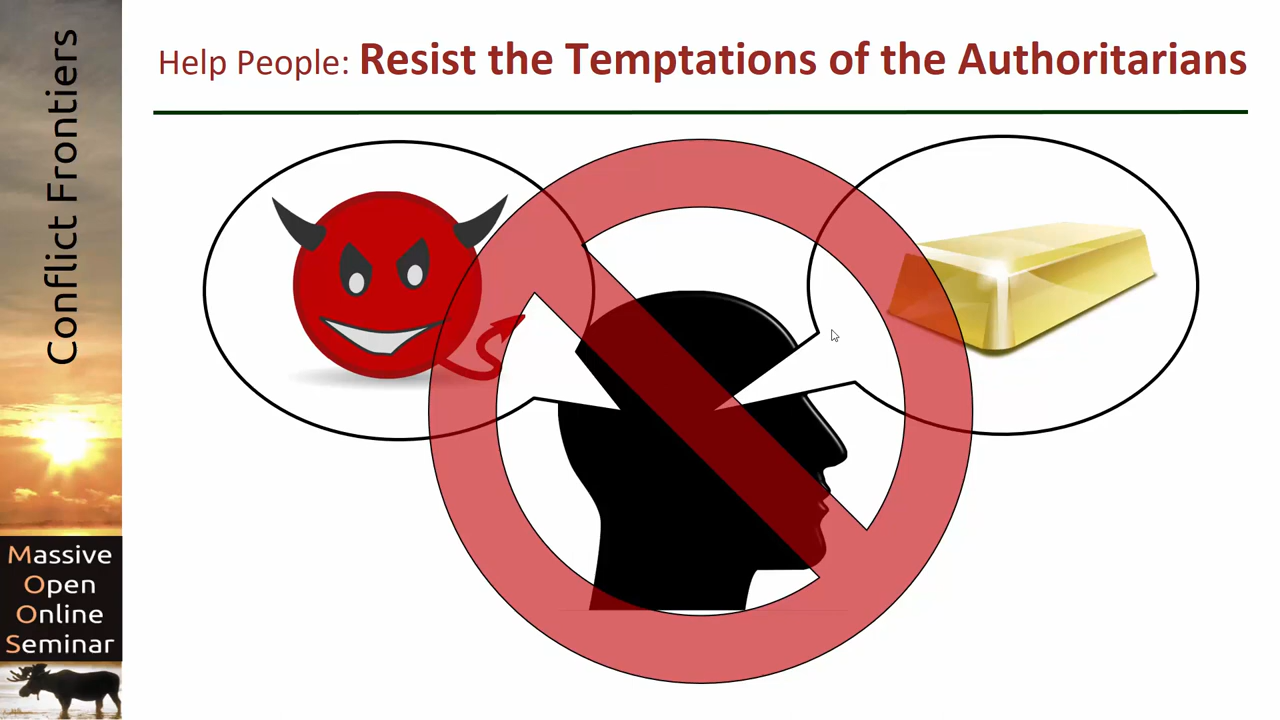 Help People: Resist the Temptations of the Authoritarians
Conflict Frontiers
Massive
Open
Online
Seminar